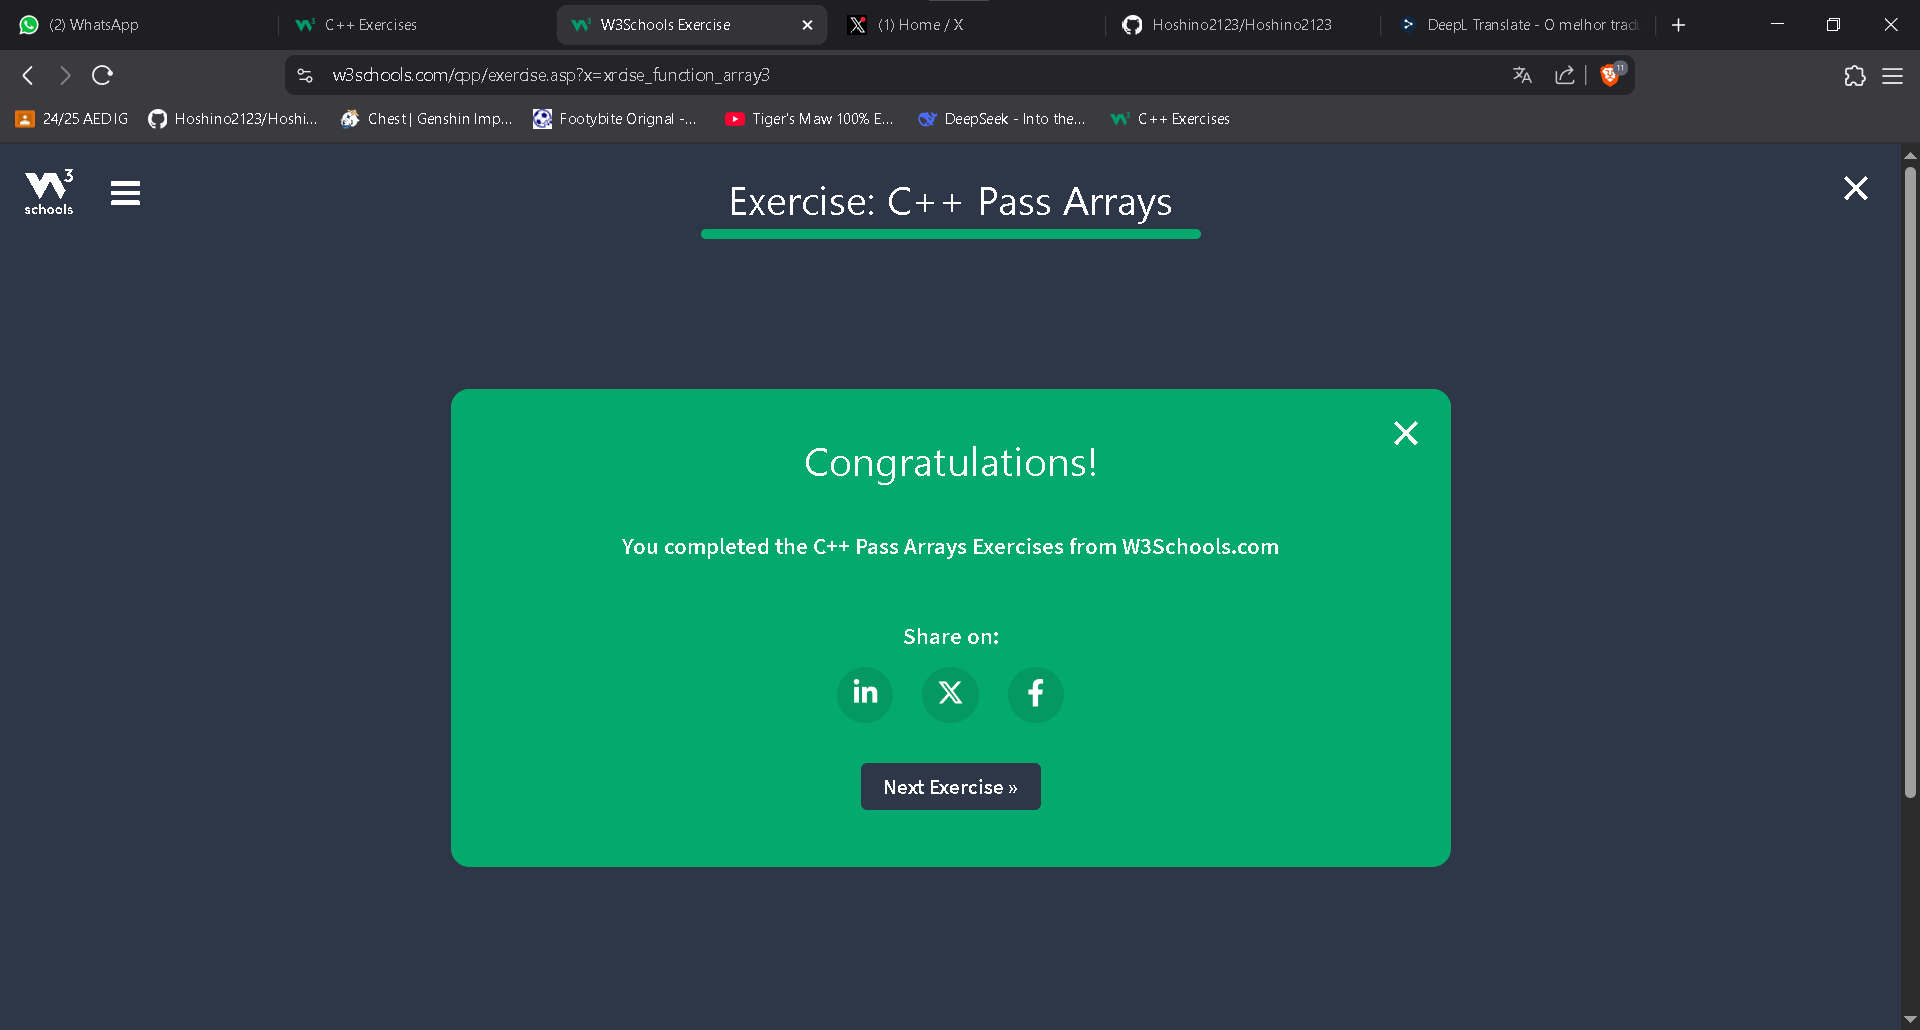 (2) WhatsApp
C++ Exercises
W3Schools Exercise
(1) Home / X
Hoshino2123/Hoshino2123
DeepL Translate - O melhor tradu
w3schools.com/cpp/exercise.asp?x=xrcise_function_array3
11
24/25 AEDIG
Hoshino2123/Hoshi...
Chest | Genshin Imp...
Footybite Orignal -...
Tiger's Maw 100% E...
DeepSeek - Into the...
C++ Exercises
W3
schools
Exercise: C++ Pass Arrays
Congratulations!
You completed the C++ Pass Arrays Exercises from W3Schools.com
Share on:
Next Exercise »